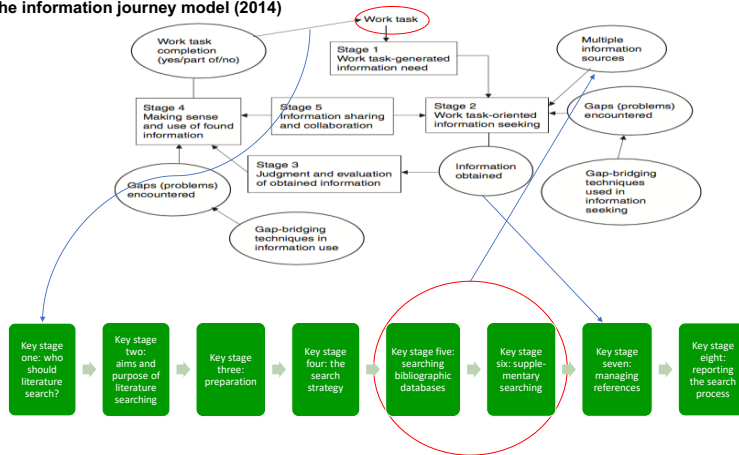 he information journey model (2014)
Work task
Work task
completion
(yes/part of/no)
Stage 1
Work task-generated
information need
Multiple
information
sources
Stage 4
Making sense
and use of found
information
Stage 5
Information sharing
and collaboration
Stage 2
Work task-oriented
information seeking
Gaps (problems)
encountered
Stage 3
Judgment and evaluation
of obtained information
Information
obtained
Gaps (problems)
encountered
Gap-bridging
techniques
used in
information
seeking
Gap-bridging
techniques in
information use
Key stage
one: who
should
literature
search?
Key stage
two:
aims and
purpose of
literature
searching
Key stage
three:
preparation
Key stage
four: the
search
strategy
Key stage five:
searching
bibliographic
databases
Key stage
six: supple-
mentary
searching
Key stage
seven:
managing
references
Key stage
eight:
reporting
the search
process